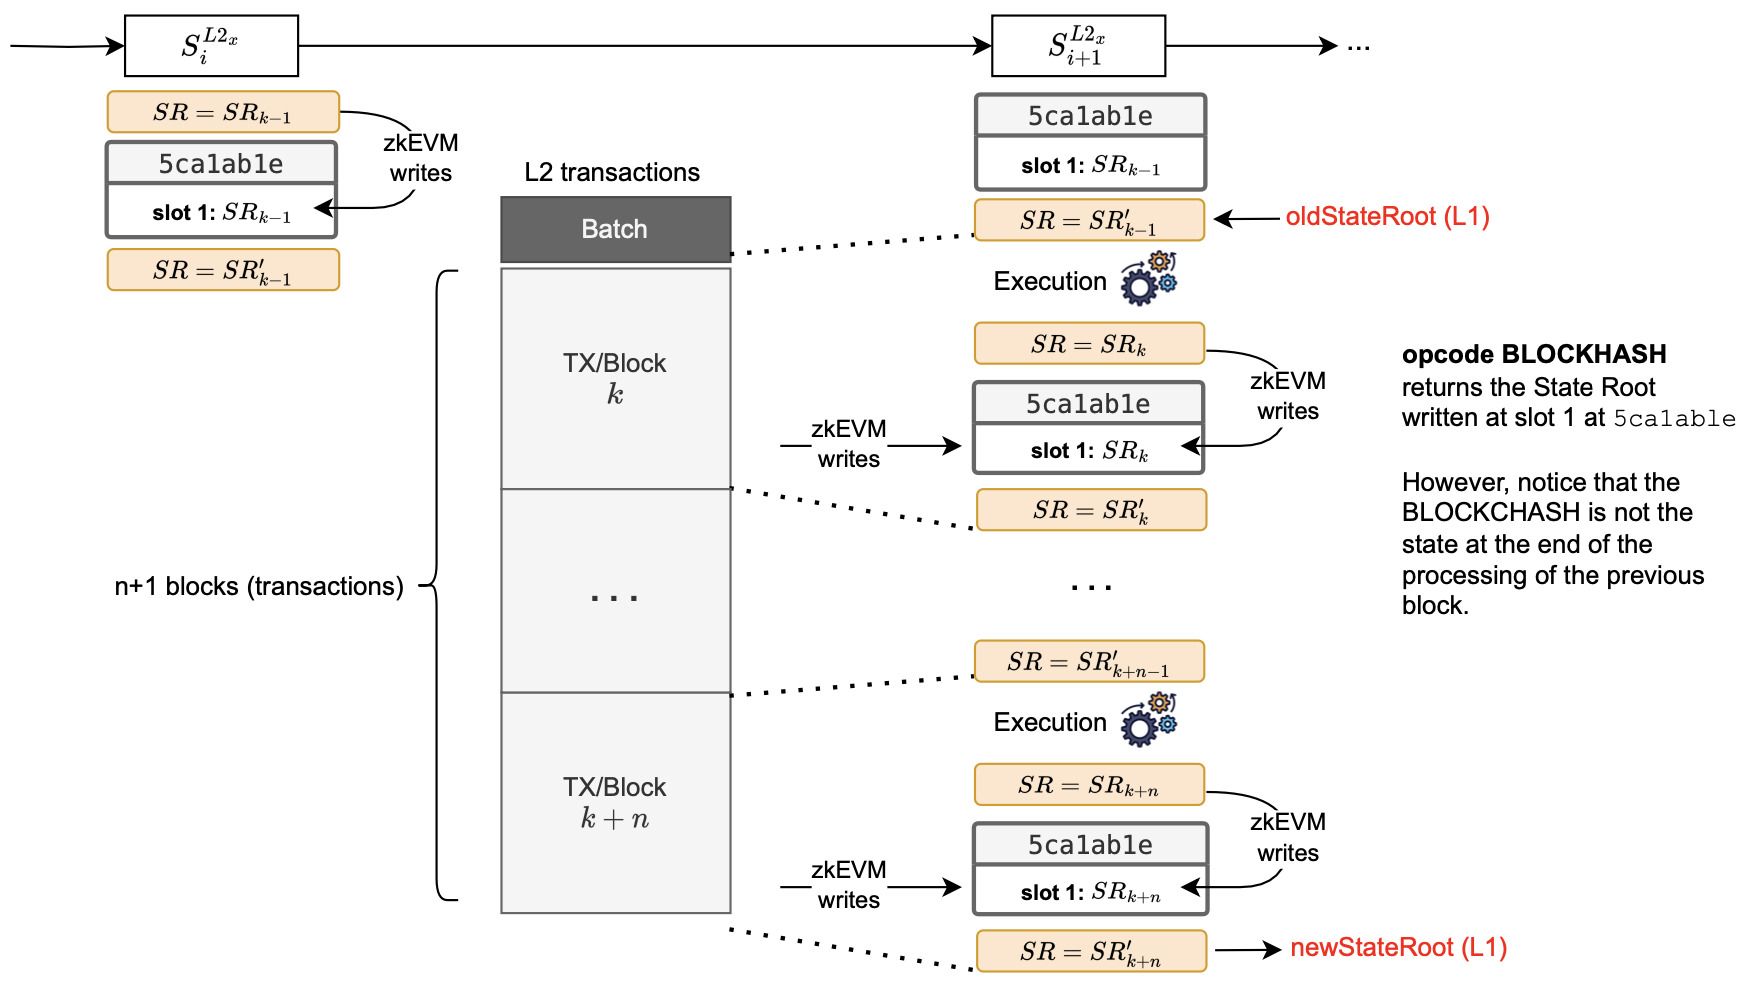 $S_i^{L2_x}$
$S_{i+1}^{L2_x}$
...
$SR = SR_{k-1}$
zkEVM
writes
5ca1ab1e
slot 1: $SR_{k-1}$
$SR = SR'_{k-1}$
n+1 blocks (transactions)
L2 transactions
Batch
TX/Block
$k$
...
TX/Block
$k + n$
5ca1ab1e
slot 1: $SR_{k-1}$
$SR = SR'_{k-1}$
oldStateRoot (L1)
Execution
$SR = SR_k$
zkEVM
writes
zkEVM
writes
5ca1ab1e
slot 1: $SR_k$
$SR = SR'_k$
...
$SR = SR'_{k+n-1}$
Execution
$SR = SR_{k+n}$
zkEVM
writes
zkEVM
writes
5ca1ab1e
slot 1: $SR_{k+n}$
$SR = SR'_{k+n}$
newStateRoot (L1)
opcode BLOCKHASH
returns the State Root
written at slot 1 at 5ca1able
However, notice that the
BLOCKCHASH is not the
state at the end of the
processing of the previous
block.